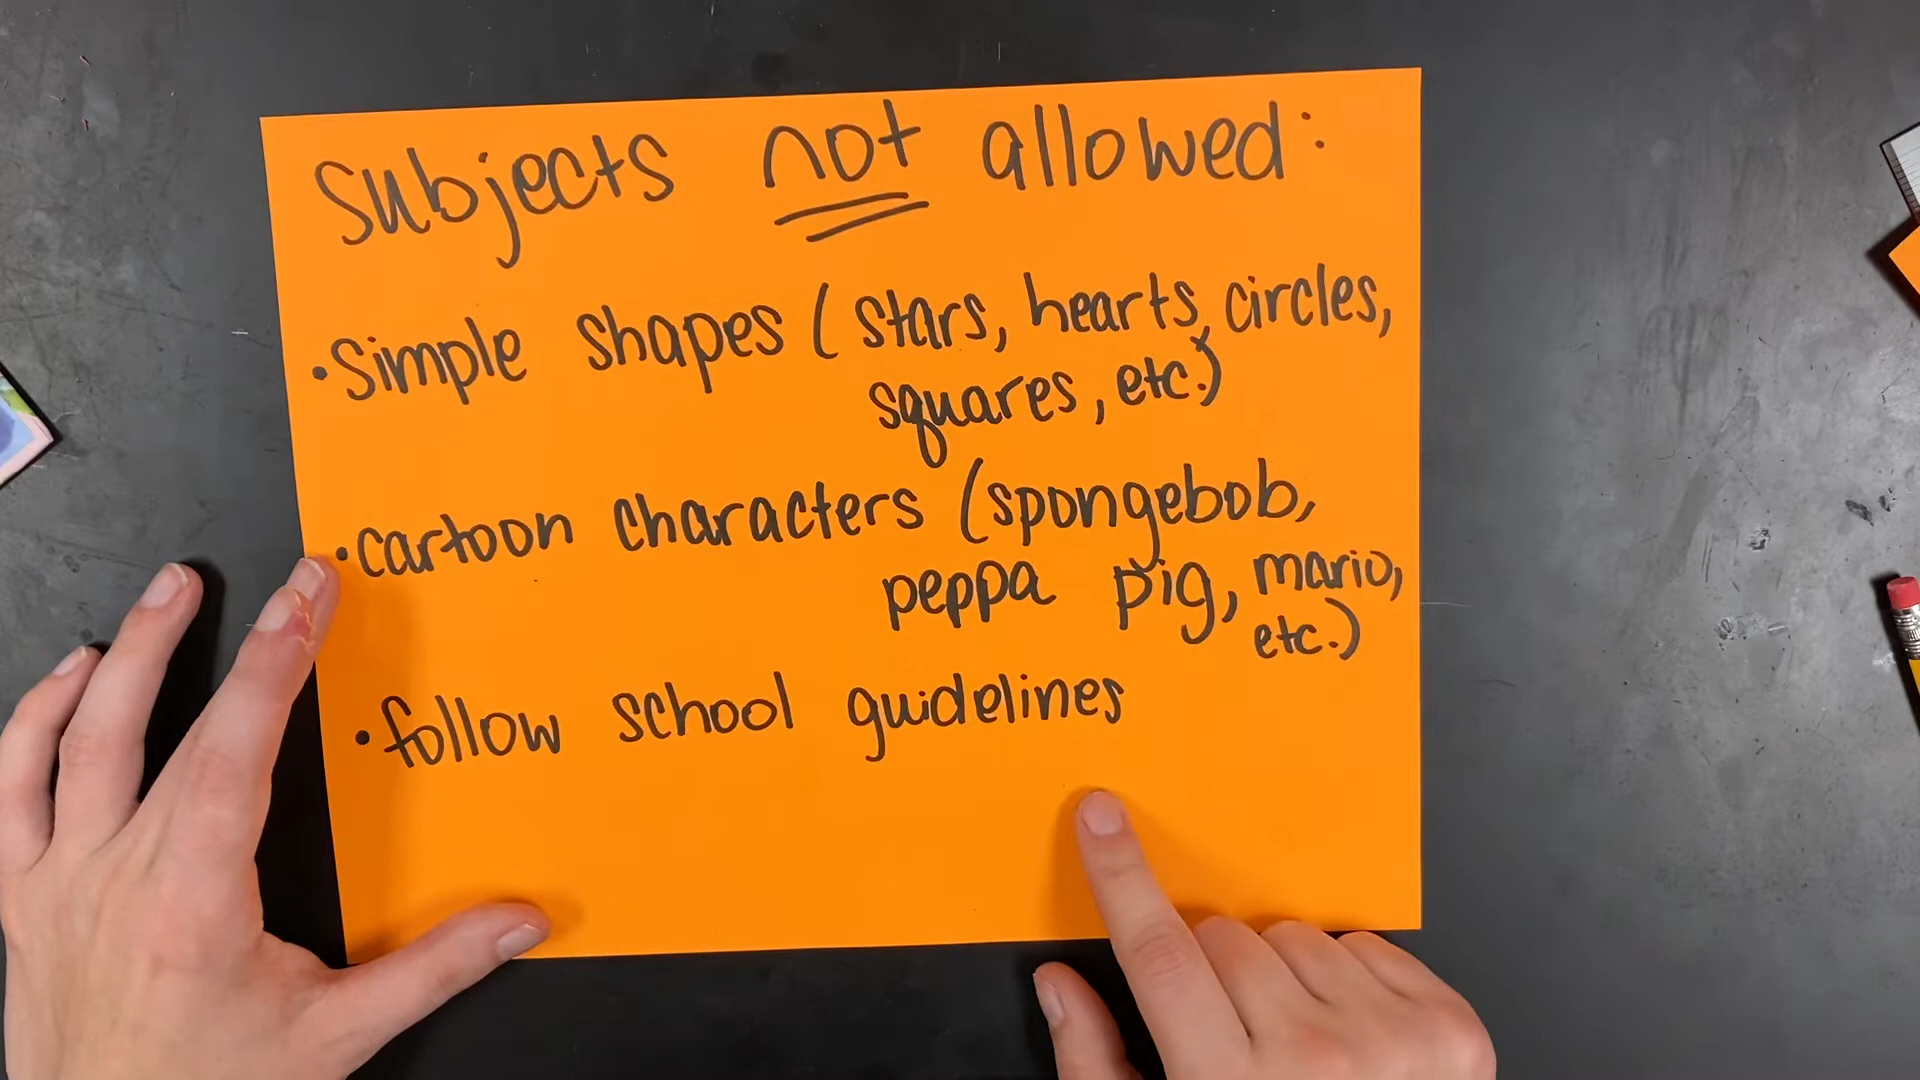 Subjects not allowed:
• Simple shapes (stars, hearts, circles,
squares, etc.)
• cartoon characters (spongebob,
peppa pig, mario,
etc.)
• follow school guidelines